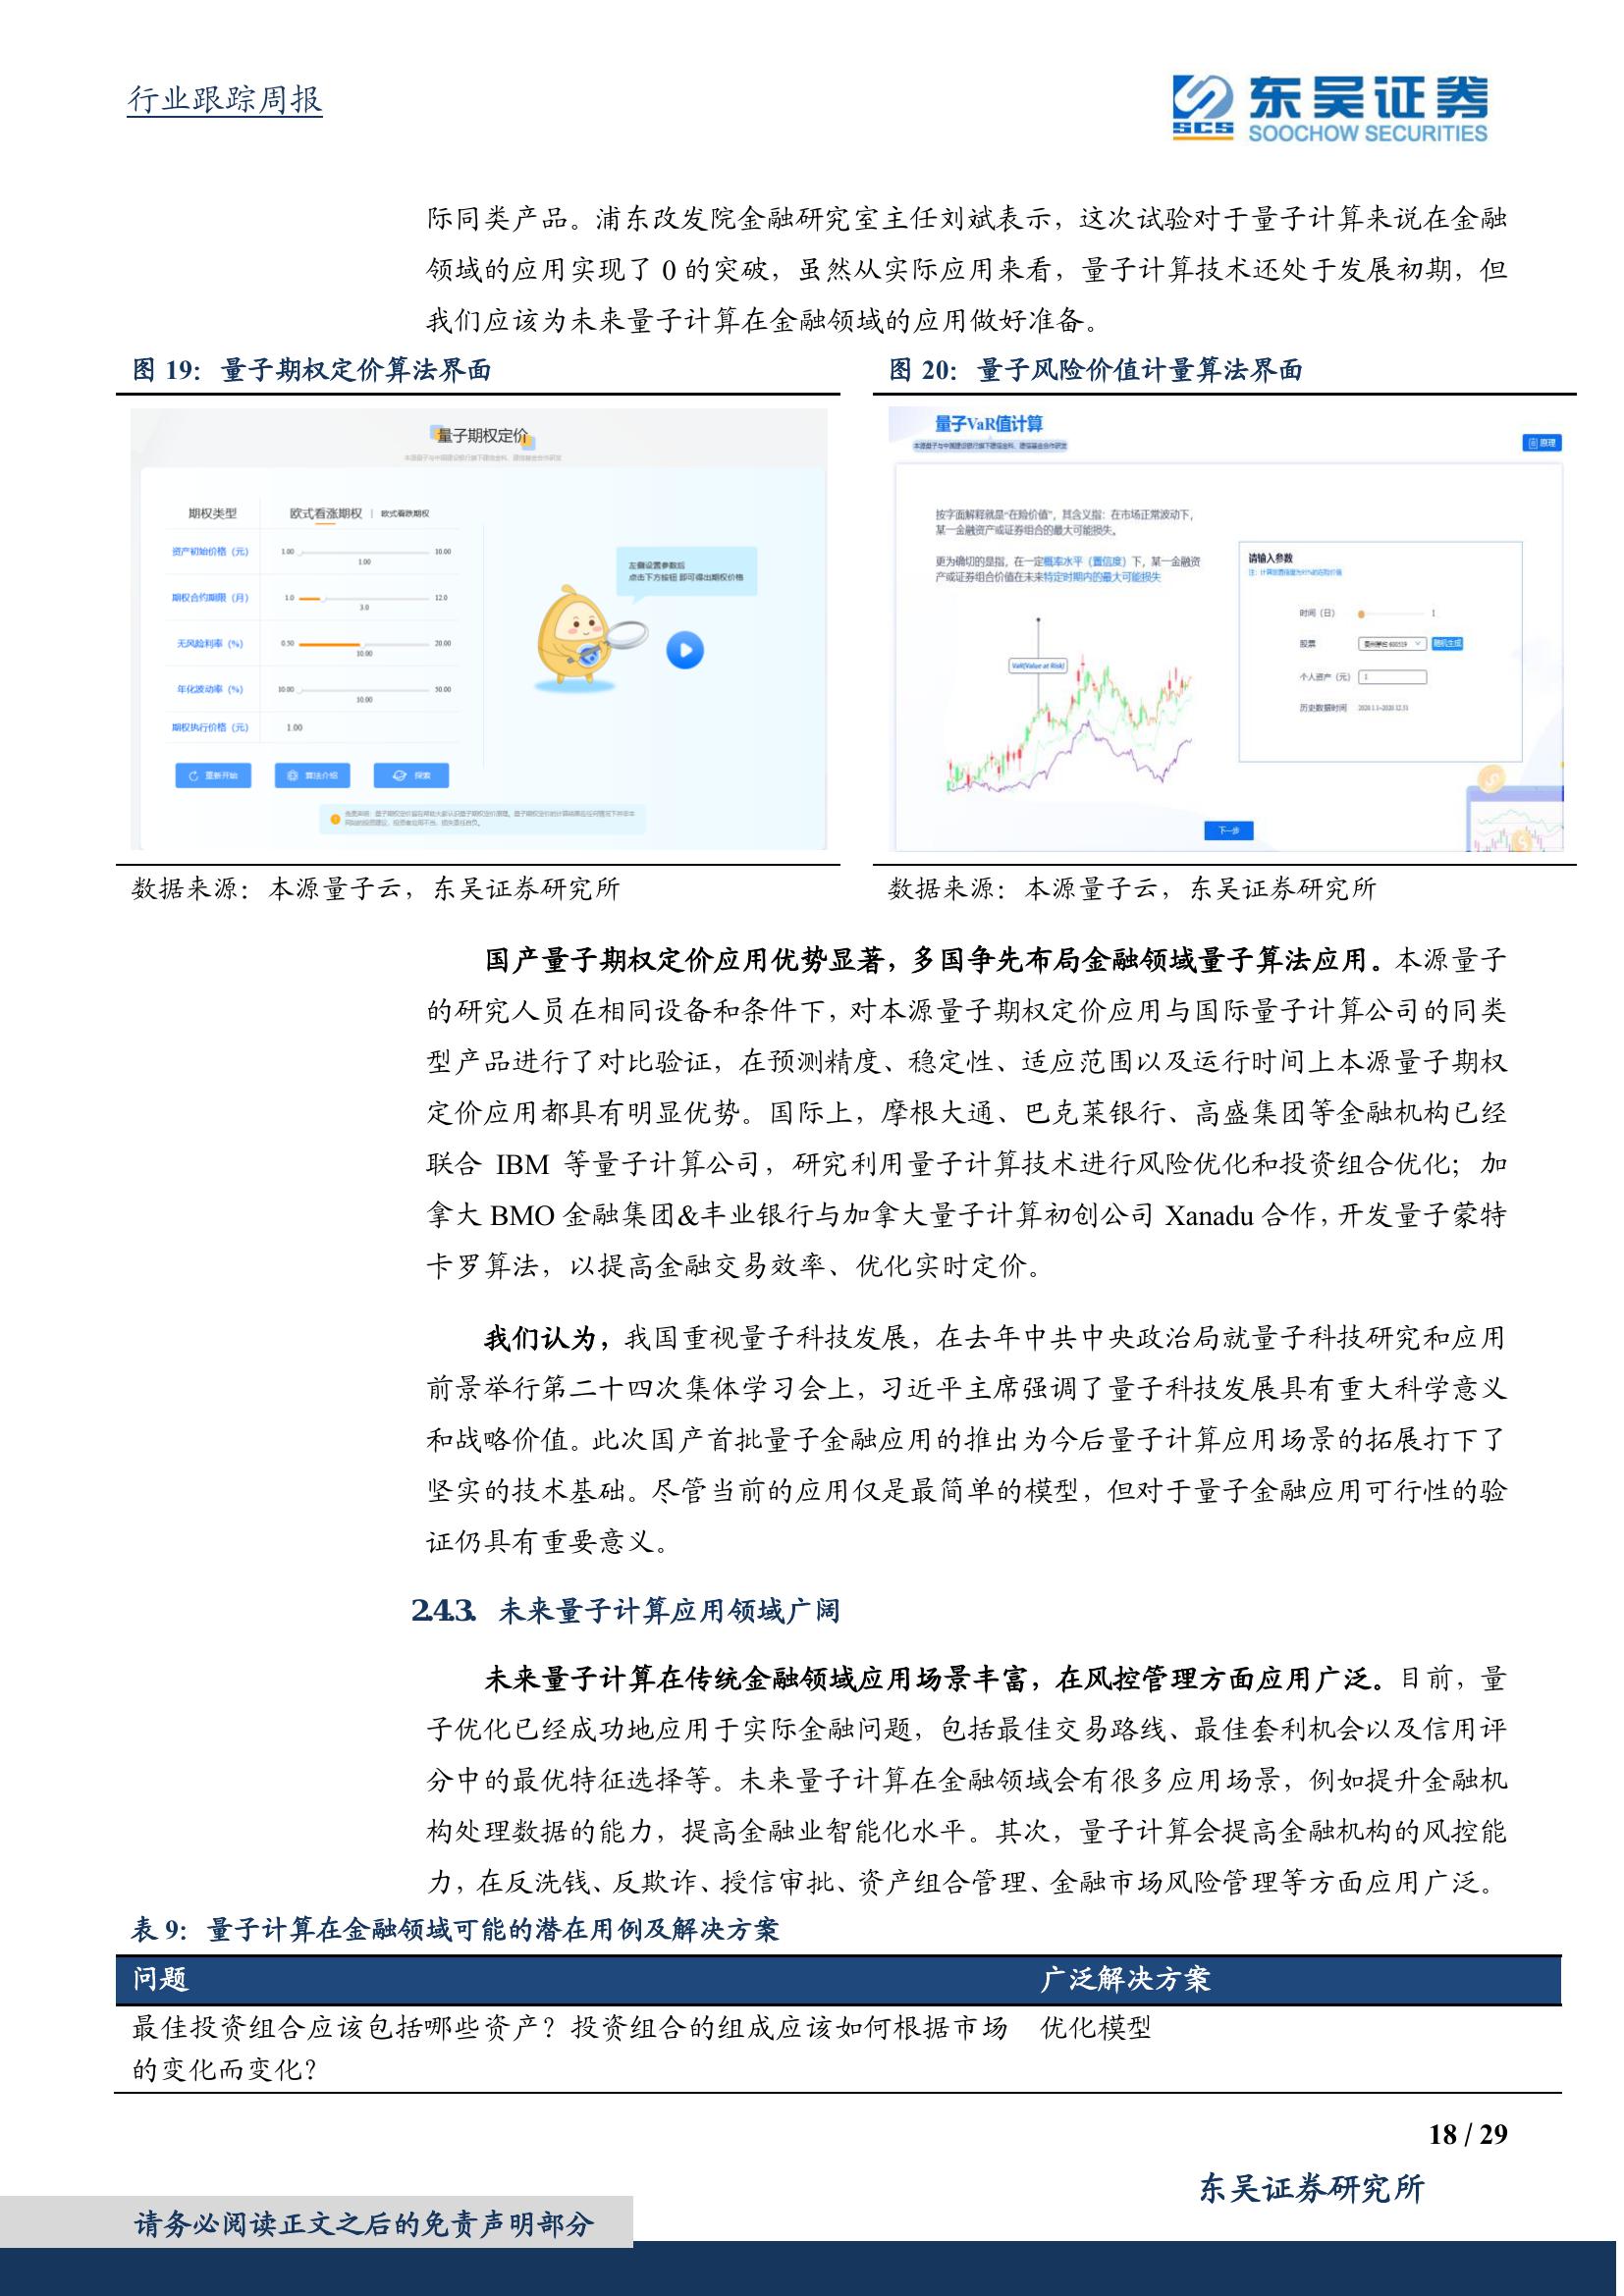 行业跟踪周报
东吴证券
SCS
SOOCHOW SECURITIES
际同类产品。浦东改发院金融研究室主任刘斌表示，这次试验对于量子计算来说在金融
领域的应用实现了 0 的突破，虽然从实际应用来看，量子计算技术还处于发展初期，但
我们应该为未来量子计算在金融领域的应用做好准备。
图 19：量子期权定价算法界面
量子期权定价
本源量子与中国建设银行旗下建信金科、建信基金合作研发
期权类型
欧式看涨期权 | 欧式看跌期权
资产初始价格（元）
1.00
10.00
1.00
期权合约期限（月）
1.0
12.0
3.0
无风险利率（%）
0.50
20.00
10.00
年化波动率（%）
10.00
50.00
10.00
期权执行价格（元）
1.00
左侧设置参数后
点击下方按钮 即可得出期权价格
重新开始
算法介绍
探索
图 20：量子风险价值计量算法界面
量子VaR值计算
本源量子与中国建设银行旗下建信金科、建信基金合作研发
原理
按字面解释就是“在险价值”，其含义指：在市场正常波动下，
某一金融资产或证券组合的最大可能损失。
更为确切的是指，在一定概率水平（置信度）下，某一金融资
产或证券组合价值在未来特定时期内的最大可能损失
VaR(Value at Risk)
请输入参数
时间（日）
1
股票
随机生成
个人资产（元）
1
历史数据时间
2020.1.1-2020.12.31
下一步
数据来源：本源量子云，东吴证券研究所
数据来源：本源量子云，东吴证券研究所
国产量子期权定价应用优势显著，多国争先布局金融领域量子算法应用。本源量子
的研究人员在相同设备和条件下，对本源量子期权定价应用与国际量子计算公司的同类
型产品进行了对比验证，在预测精度、稳定性、适应范围以及运行时间上本源量子期权
定价应用都具有明显优势。国际上，摩根大通、巴克莱银行、高盛集团等金融机构已经
联合 IBM 等量子计算公司，研究利用量子计算技术进行风险优化和投资组合优化；加
拿大 BMO 金融集团&丰业银行与加拿大量子计算初创公司 Xanadu 合作，开发量子蒙特
卡罗算法，以提高金融交易效率、优化实时定价。
我们认为，我国重视量子科技发展，在去年中共中央政治局就量子科技研究和应用
前景举行第二十四次集体学习会上，习近平主席强调了量子科技发展具有重大科学意义
和战略价值。此次国产首批量子金融应用的推出为今后量子计算应用场景的拓展打下了
坚实的技术基础。尽管当前的应用仅是最简单的模型，但对于量子金融应用可行性的验
证仍具有重要意义。
2.4.3. 未来量子计算应用领域广阔
未来量子计算在传统金融领域应用场景丰富，在风控管理方面应用广泛。目前，量
子优化已经成功地应用于实际金融问题，包括最佳交易路线、最佳套利机会以及信用评
分中的最优特征选择等。未来量子计算在金融领域会有很多应用场景，例如提升金融机
构处理数据的能力，提高金融业智能化水平。其次，量子计算会提高金融机构的风控能
力，在反洗钱、反欺诈、授信审批、资产组合管理、金融市场风险管理等方面应用广泛。
表 9：量子计算在金融领域可能的潜在用例及解决方案
问题
广泛解决方案
最佳投资组合应该包括哪些资产？投资组合的组成应该如何根据市场
的变化而变化？
优化模型
18 / 29
东吴证券研究所
请务必阅读正文之后的免责声明部分